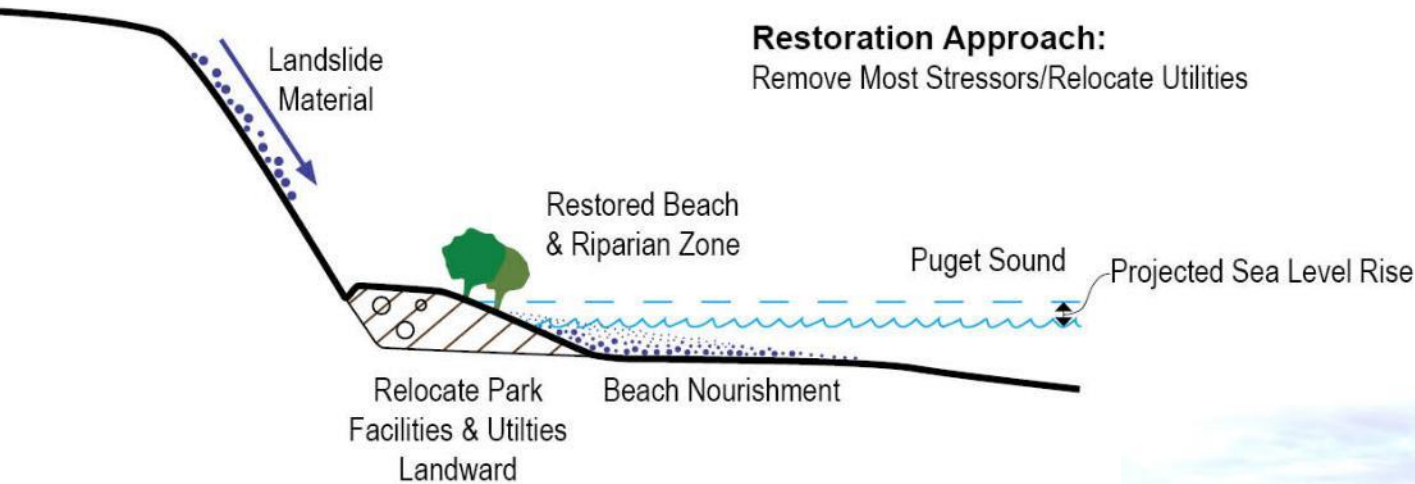 Restoration Approach:
Remove Most Stressors/Relocate Utilities
Landslide
Material
Restored Beach
& Riparian Zone
Puget Sound
Projected Sea Level Rise
Relocate Park
Facilities & Utilties
Landward
Beach Nourishment